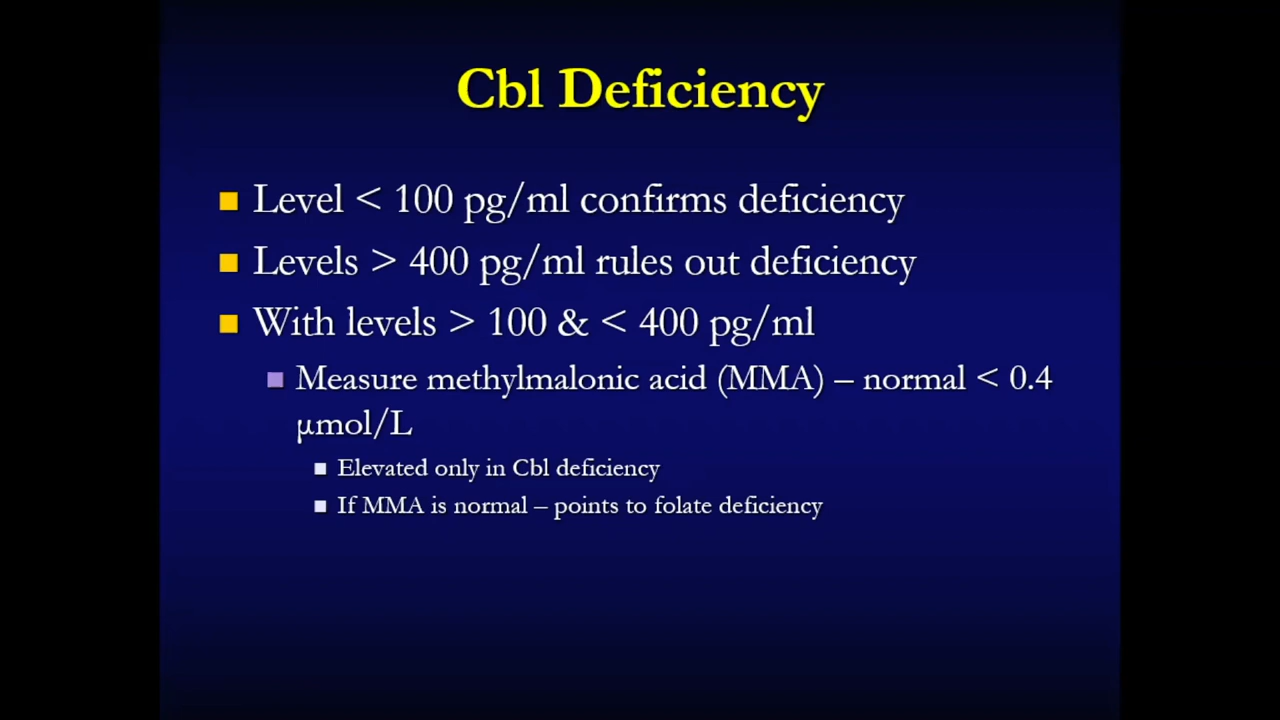 Cbl Deficiency
Level < 100 pg/ml confirms deficiency
Levels > 400 pg/ml rules out deficiency
With levels > 100 & < 400 pg/ml
Measure methylmalonic acid (MMA) – normal < 0.4
µmol/L
Elevated only in Cbl deficiency
If MMA is normal – points to folate deficiency